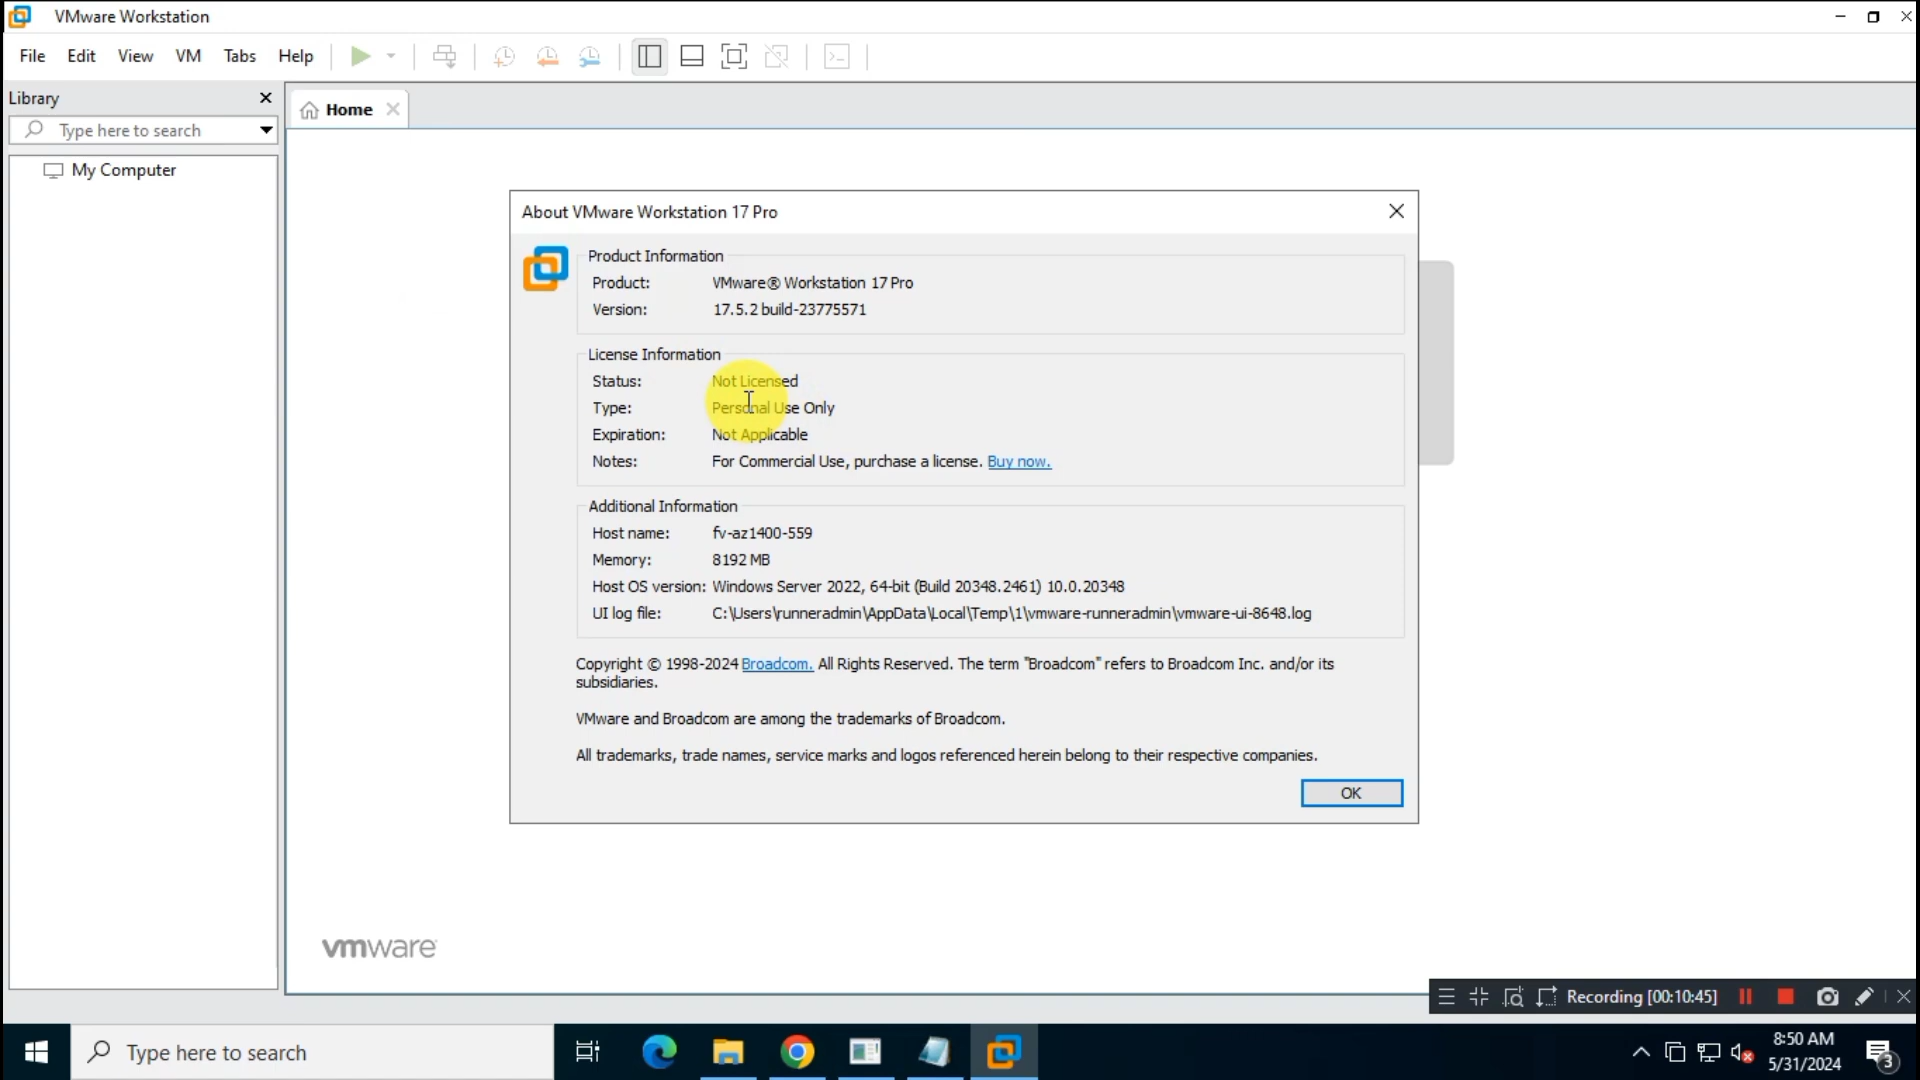 VMware Workstation
File Edit View VM Tabs Help
Library
Type here to search
Home
My Computer
About VMware Workstation 17 Pro
Product Information
Product: VMware® Workstation 17 Pro
Version: 17.5.2 build-23775571
License Information
Status: Not Licensed
Type: Personal Use Only
Expiration: Not Applicable
Notes: For Commercial Use, purchase a license. Buy now.
Additional Information
Host name: fv-az1400-559
Memory: 8192 MB
Host OS version: Windows Server 2022, 64-bit (Build 20348.2461) 10.0.20348
UI log file: C:\Users\runneradmin\AppData\Local\Temp\1\vmware-runneradmin\vmware-ui-8648.log
Copyright © 1998-2024 Broadcom. All Rights Reserved. The term "Broadcom" refers to Broadcom Inc. and/or its
subsidiaries.
VMware and Broadcom are among the trademarks of Broadcom.
All trademarks, trade names, service marks and logos referenced herein belong to their respective companies.
OK
vmware
Recording [00:10:45]
Type here to search
8:50 AM
5/31/2024
3